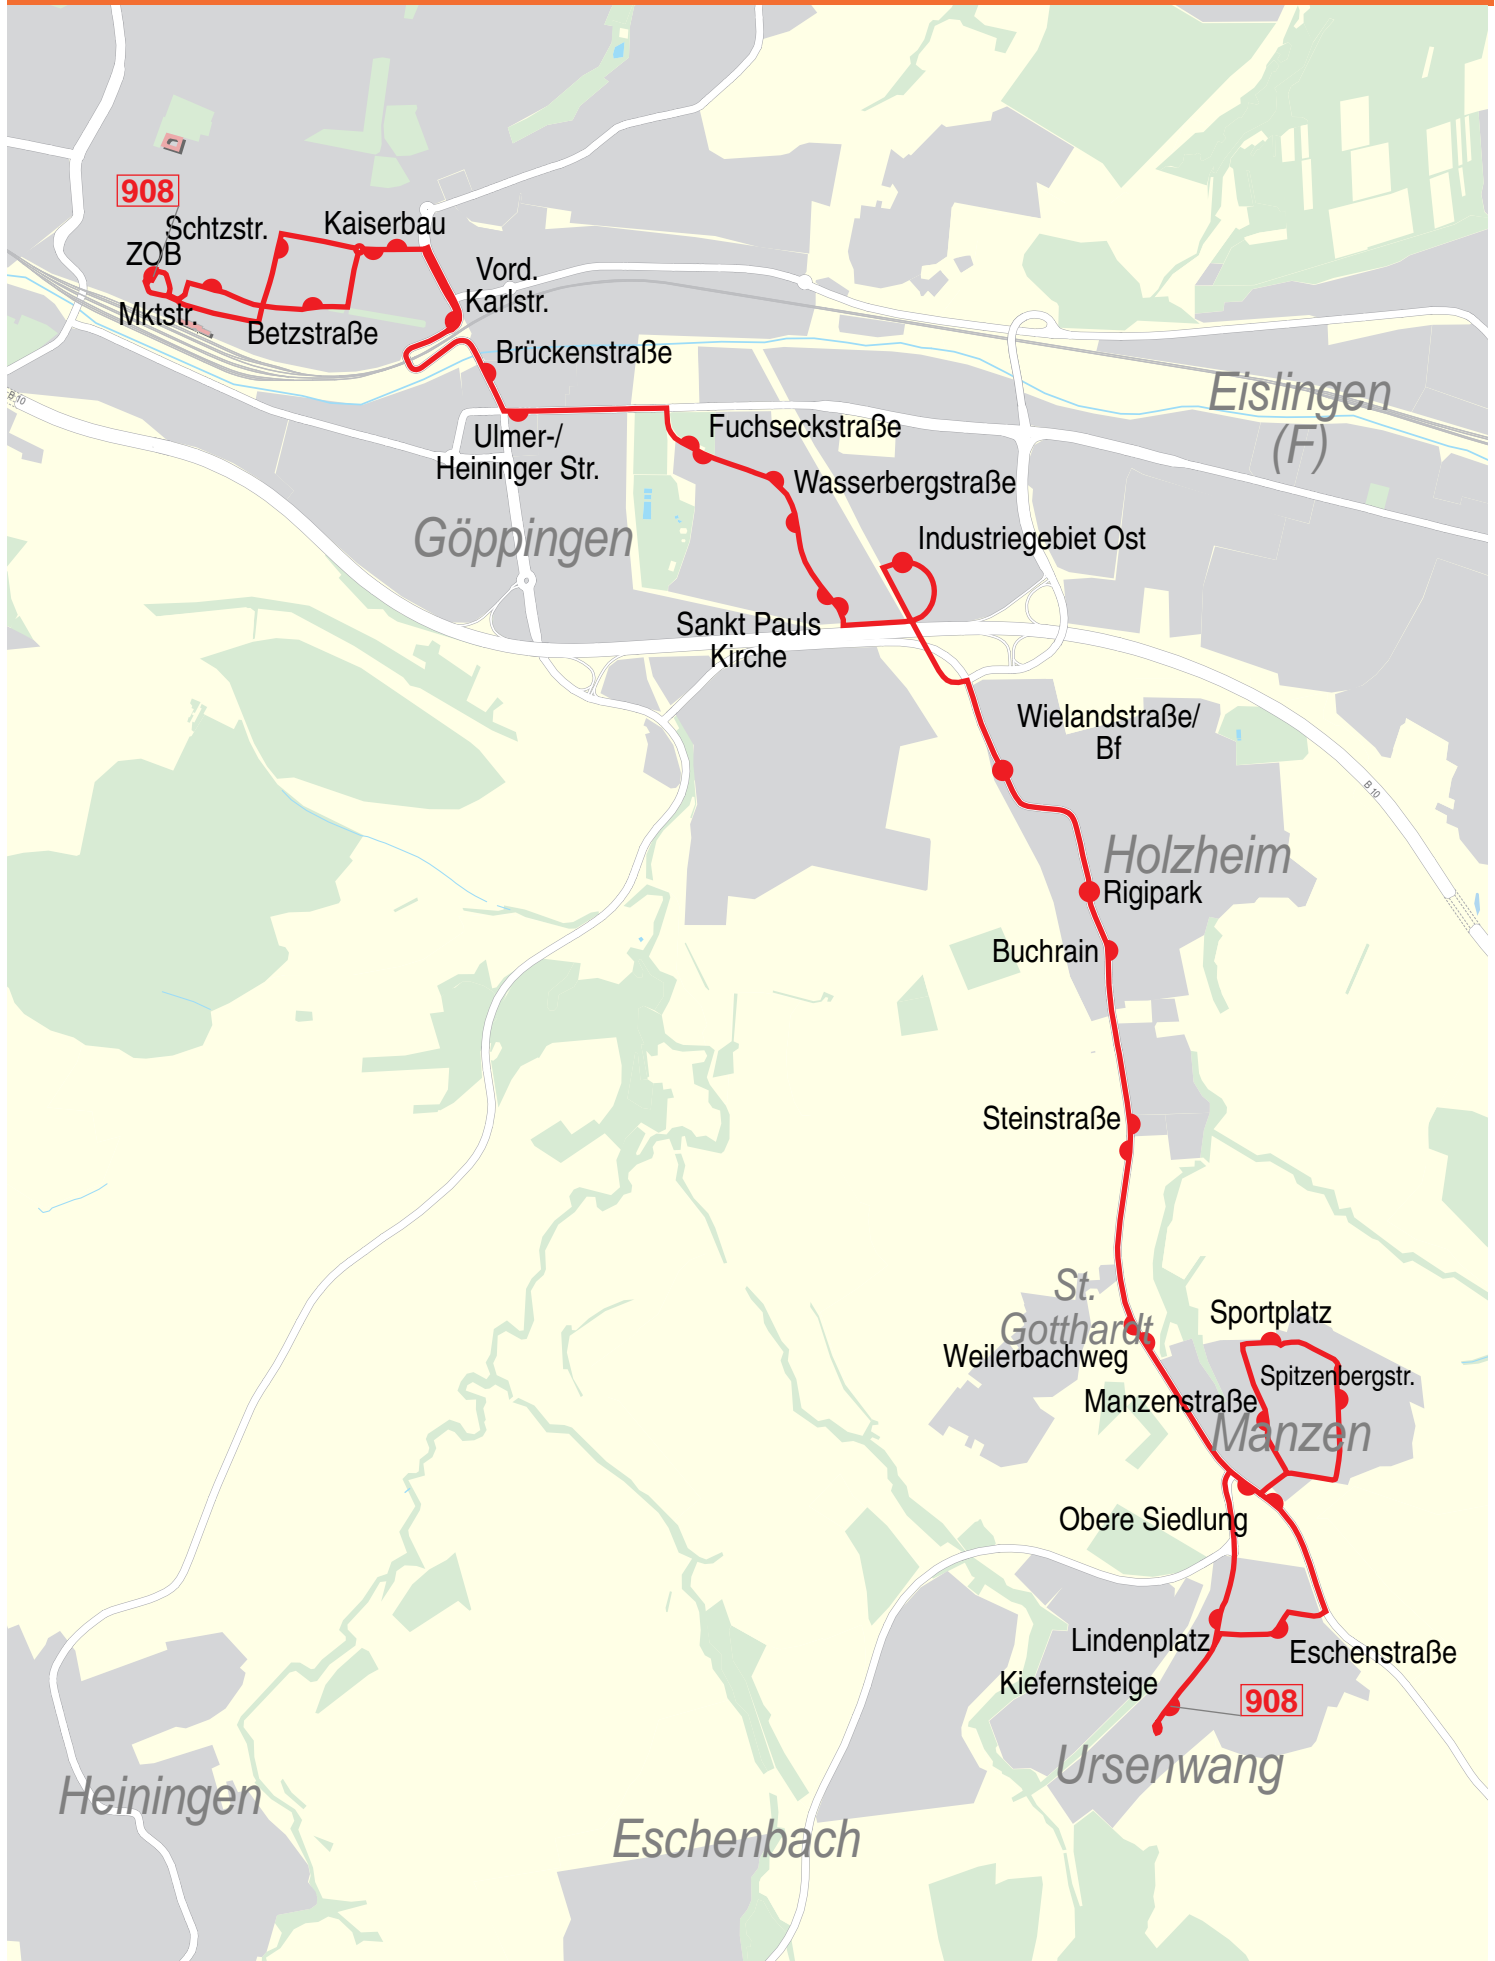 908
Schtzstr.
Kaiserbau
ZOB
Vord.
Karlstr.
Mktstr.
Betzstraße
Brückenstraße
B 10
Eislingen
(F)
Fuchseckstraße
Ulmer-/
Heininger Str.
Wasserbergstraße
Göppingen
Industriegebiet Ost
Sankt Pauls
Kirche
Wielandstraße/
Bf
B 10
Holzheim
Rigipark
Buchrain
Steinstraße
St.
Gotthardt
Sportplatz
Weilerbachweg
Spitzenbergstr.
Manzenstraße
Manzen
Obere Siedlung
Lindenplatz
Eschenstraße
Kiefernsteige
908
Ursenwang
Heiningen
Eschenbach